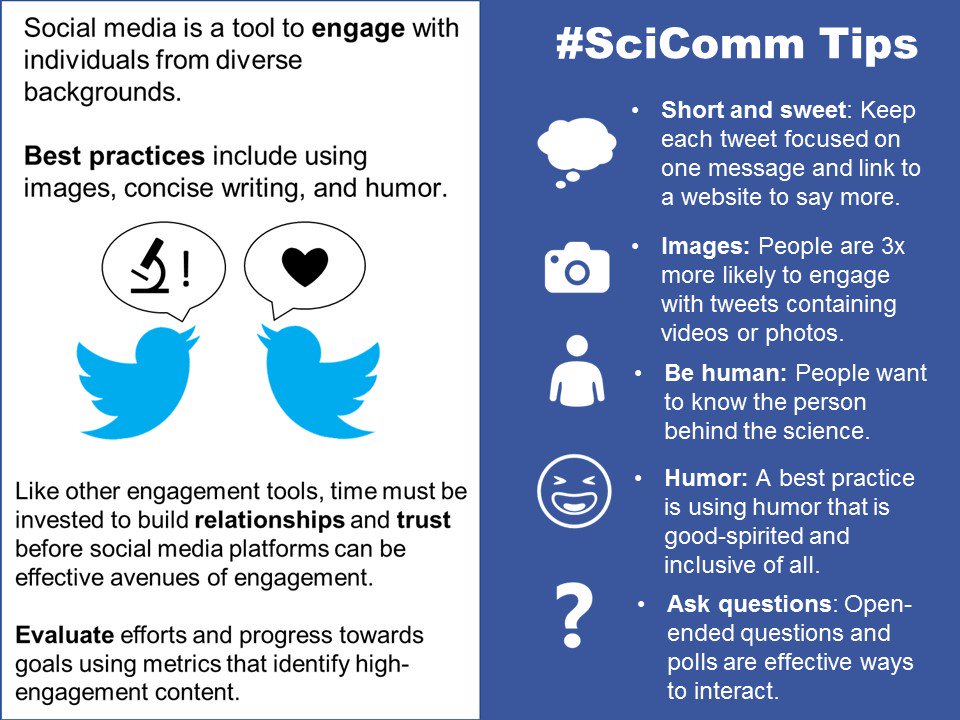 Social media is a tool to engage with
individuals from diverse
backgrounds.
Best practices include using
images, concise writing, and humor.
!
Like other engagement tools, time must be
invested to build relationships and trust
before social media platforms can be
effective avenues of engagement.
Evaluate efforts and progress towards
goals using metrics that identify high-
engagement content.
#SciComm Tips
• Short and sweet: Keep
each tweet focused on
one message and link to
a website to say more.
• Images: People are 3x
more likely to engage
with tweets containing
videos or photos.
• Be human: People want
to know the person
behind the science.
• Humor: A best practice
is using humor that is
good-spirited and
inclusive of all.
?
• Ask questions: Open-
ended questions and
polls are effective ways
to interact.